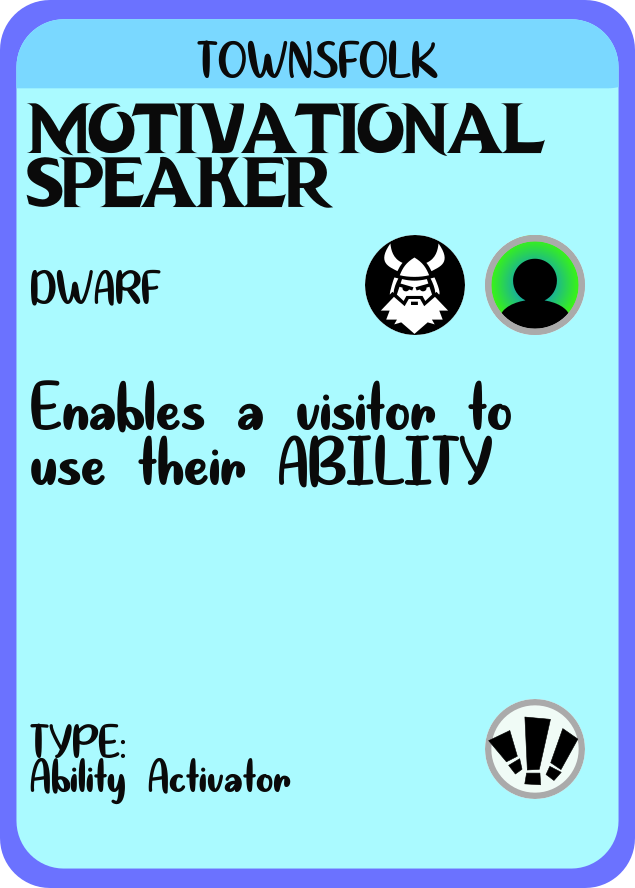 TOWNSFOLK
MOTIVATIONAL
SPEAKER
DWARF
Enables a visitor to
use their ABILITY
TYPE:
Ability Activator